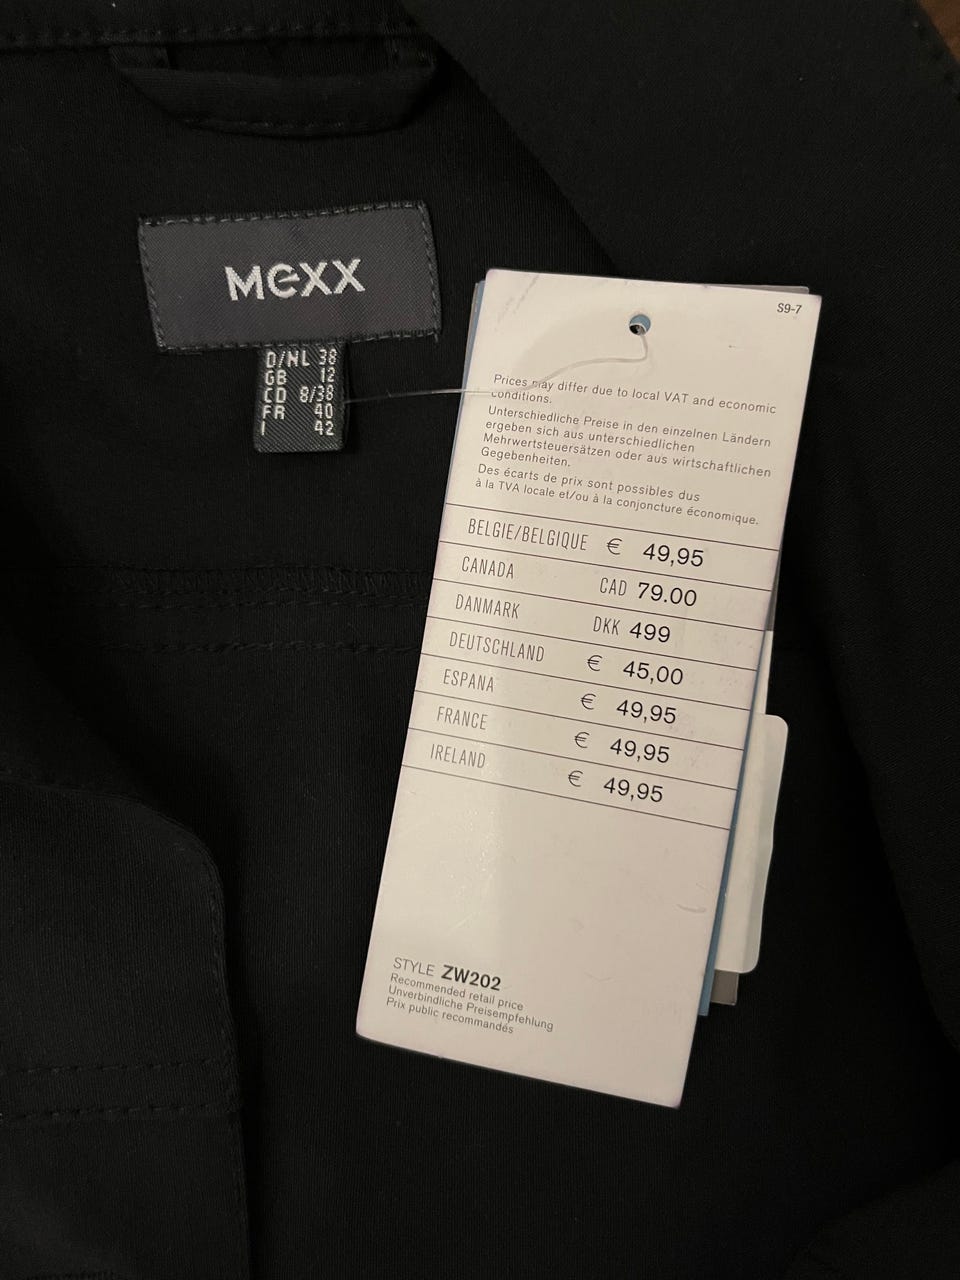 MEXX
D/NL 38
GB 12
CD 8/38
FR 40
I 42
S9-7
Prices may differ due to local VAT and economic
conditions.
Unterschiedliche Preise in den einzelnen Ländern
ergeben sich aus unterschiedlichen
Mehrwertsteuersätzen oder aus wirtschaftlichen
Gegebenheiten.
Des écarts de prix sont possibles dus
à la TVA locale et/ou à la conjoncture économique.
BELGIE/BELGIQUE € 49,95
CANADA CAD 79.00
DANMARK DKK 499
DEUTSCHLAND € 45,00
ESPANA € 49,95
FRANCE € 49,95
IRELAND € 49,95
STYLE ZW202
Recommended retail price
Unverbindliche Preisempfehlung
Prix public recommandés